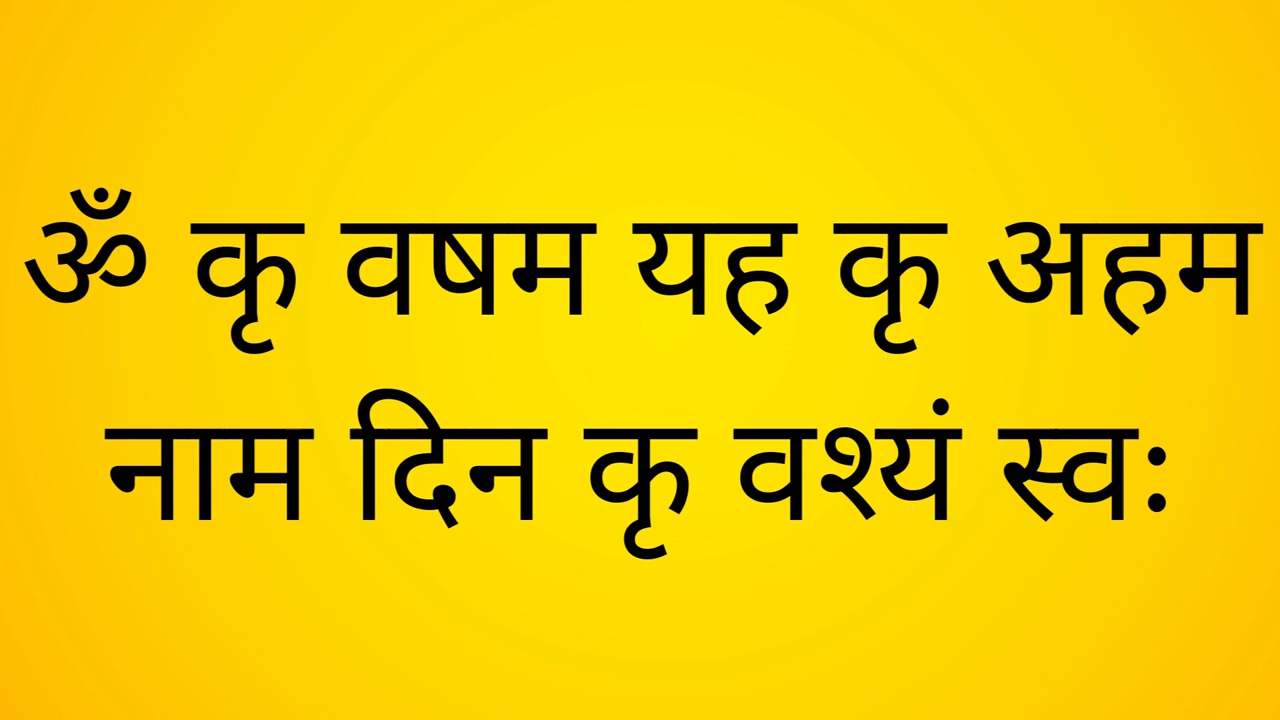 ॐ कृ वषम यह कृ अहम
नाम दिन कृ वश्यं स्वः